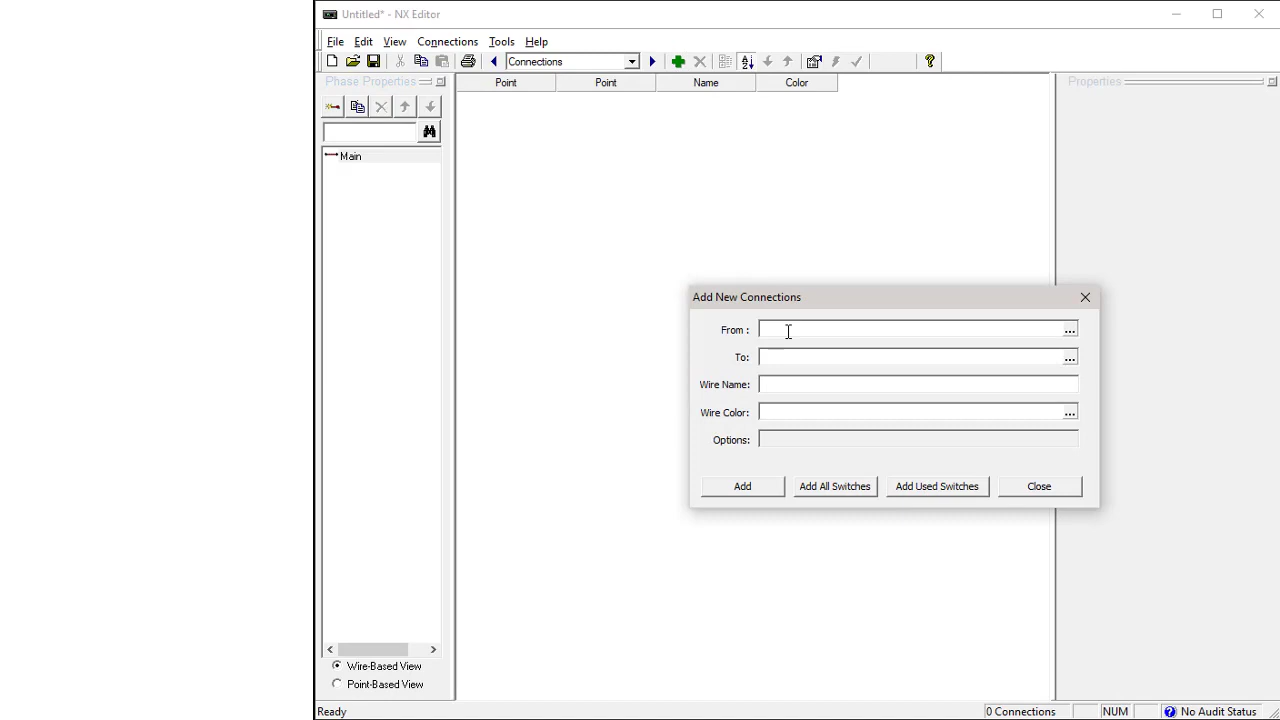 Untitled* - NX Editor
File Edit View Connections Tools Help
Connections
Phase Properties
Point Point Name Color
Properties
Main
Add New Connections
From :
To:
Wire Name:
Wire Color:
Options:
Add Add All Switches Add Used Switches Close
Wire-Based View
Point-Based View
Ready 0 Connections NUM No Audit Status